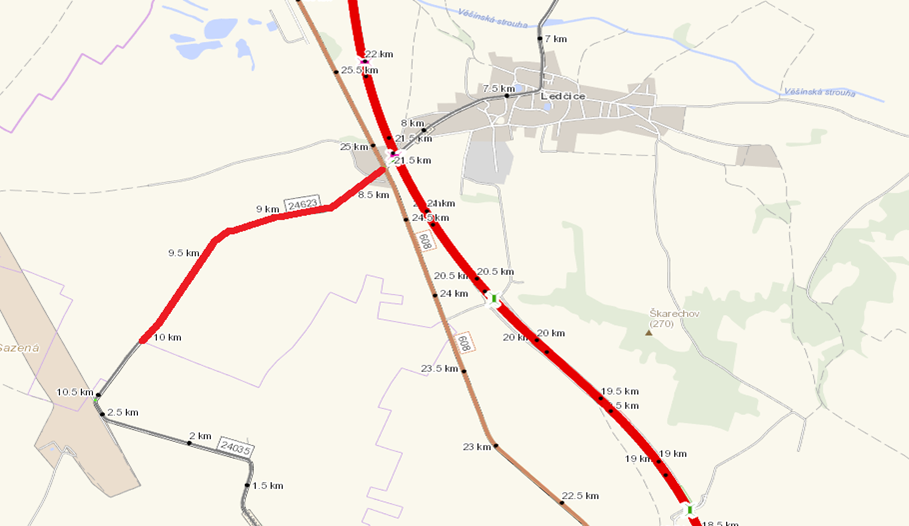 Věšínská strouha
7 km
22 km
25.5 km
7.5 km
Ledčice
Věšínská strouha
8 km
21.5 km
25 km
21.5 km
8.5 km
24623
9 km
21 km
24.5 km
608
9.5 km
20.5 km
20.5 km
24 km
Škarechov
(270)
10 km
20 km
20 km
608
Sazená
23.5 km
10.5 km
19.5 km
2.5 km
2 km
24035
23 km
19 km
19 km
1.5 km
22.5 km
18.5 km